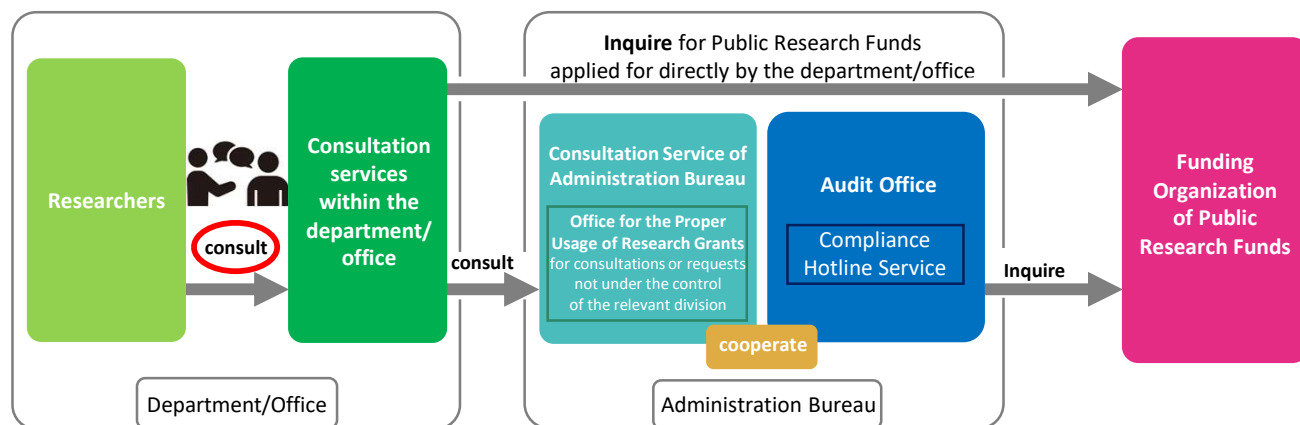 Researchers
consult
Consultation
services
within the
department/
office
Department/Office
consult
Inquire for Public Research Funds
applied for directly by the department/office
Consultation Service of
Administration Bureau
Office for the Proper
Usage of Research Grants
for consultations or requests
not under the control
of the relevant division
Audit Office
Compliance
Hotline Service
cooperate
Administration Bureau
Inquire
Funding
Organization
of Public
Research Funds